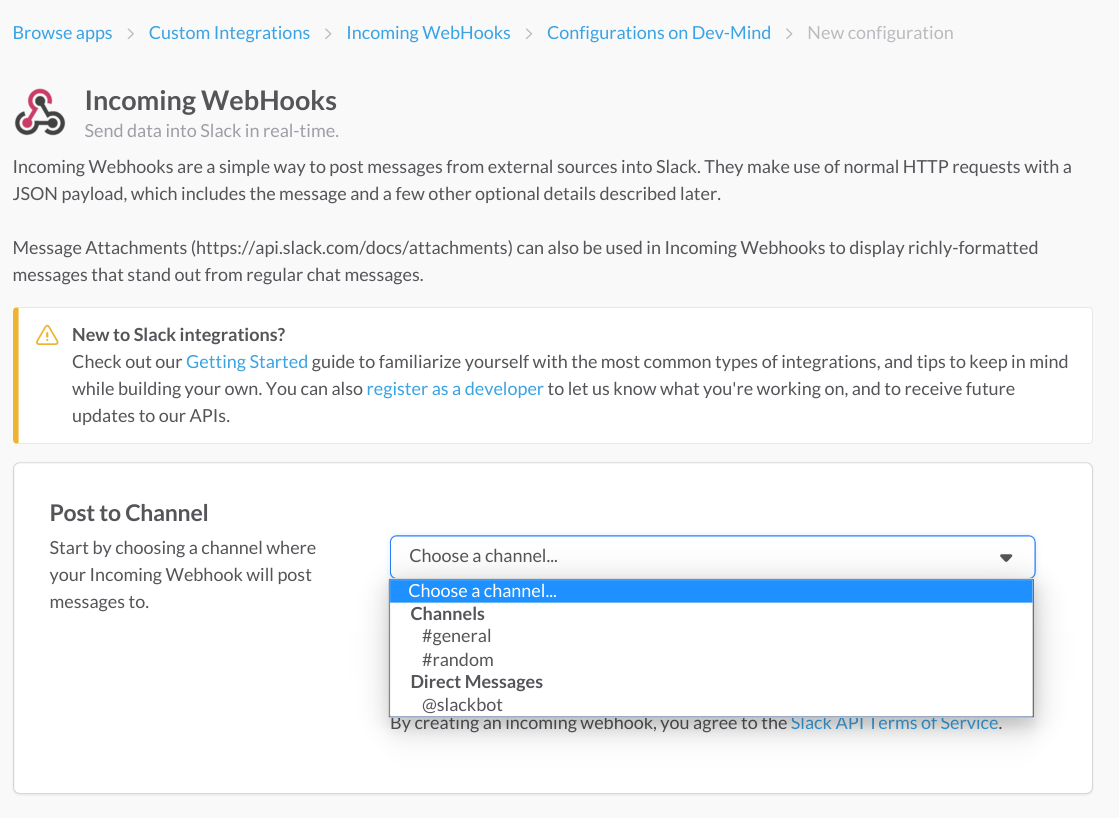 Browse apps > Custom Integrations > Incoming WebHooks > Configurations on Dev-Mind > New configuration
Incoming WebHooks
Send data into Slack in real-time.
Incoming Webhooks are a simple way to post messages from external sources into Slack. They make use of normal HTTP requests with a
JSON payload, which includes the message and a few other optional details described later.
Message Attachments (https://api.slack.com/docs/attachments) can also be used in Incoming Webhooks to display richly-formatted
messages that stand out from regular chat messages.
New to Slack integrations?
Check out our Getting Started guide to familiarize yourself with the most common types of integrations, and tips to keep in mind
while building your own. You can also register as a developer to let us know what you're working on, and to receive future
updates to our APIs.
Post to Channel
Start by choosing a channel where
your Incoming Webhook will post
messages to.
Choose a channel...
Choose a channel...
Channels
#general
#random
Direct Messages
@slackbot
By creating an incoming webhook, you agree to the Slack API Terms of Service.